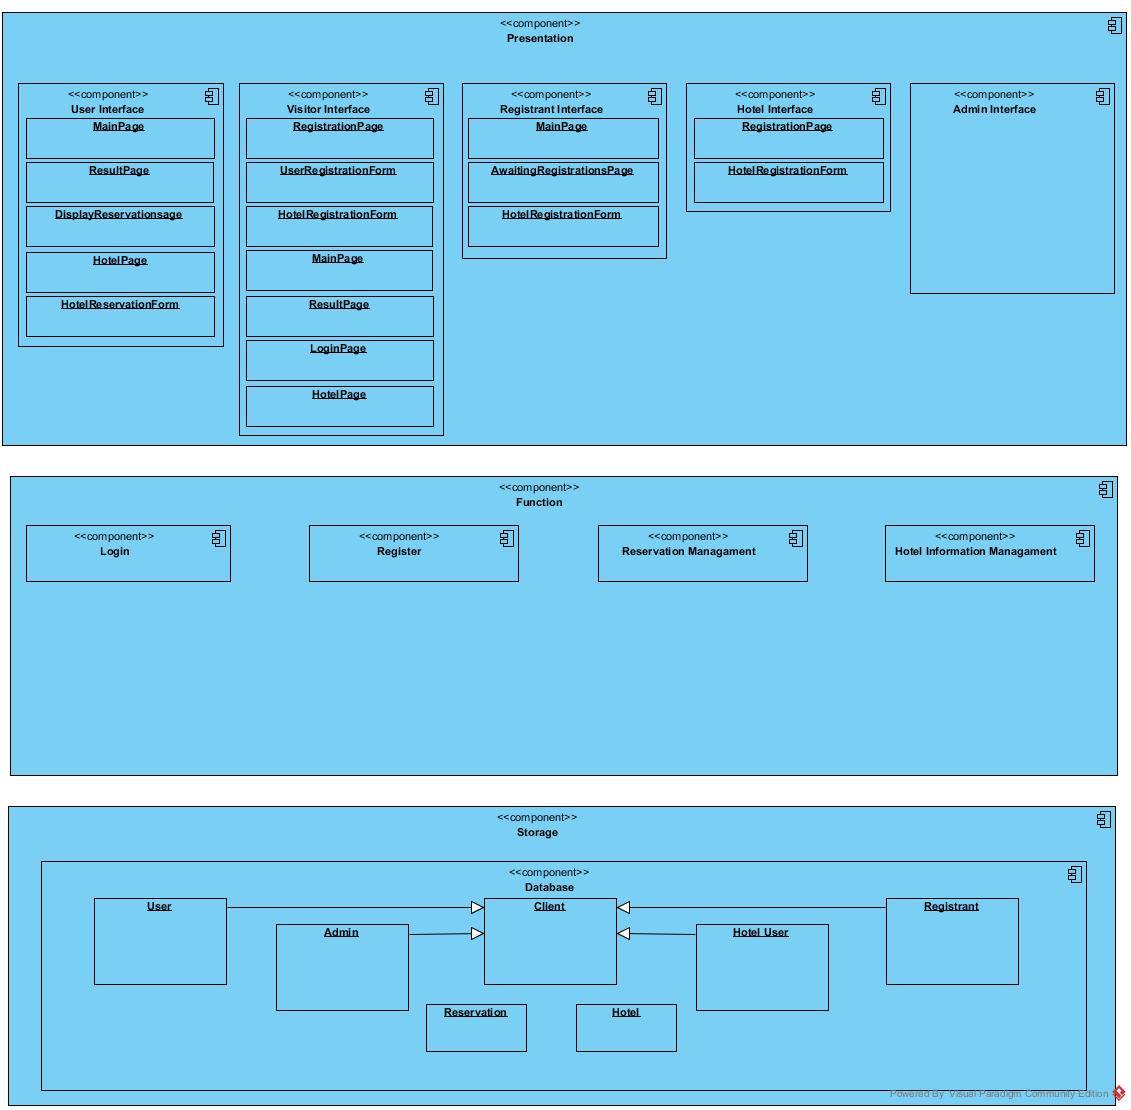 <<component>>
Presentation
<<component>>
User Interface
MainPage
ResultPage
DisplayReservationsage
HotelPage
HotelReservationForm
<<component>>
Visitor Interface
RegistrationPage
UserRegistrationForm
HotelRegistrationForm
MainPage
ResultPage
LoginPage
HotelPage
<<component>>
Registrant Interface
MainPage
AwaitingRegistrationsPage
HotelRegistrationForm
<<component>>
Hotel Interface
RegistrationPage
HotelRegistrationForm
<<component>>
Admin Interface
<<component>>
Function
<<component>>
Login
<<component>>
Register
<<component>>
Reservation Managament
<<component>>
Hotel Information Managament
<<component>>
Storage
<<component>>
Database
User
Client
Registrant
Admin
Hotel User
Reservation
Hotel
Powered By Visual Paradigm Community Edition